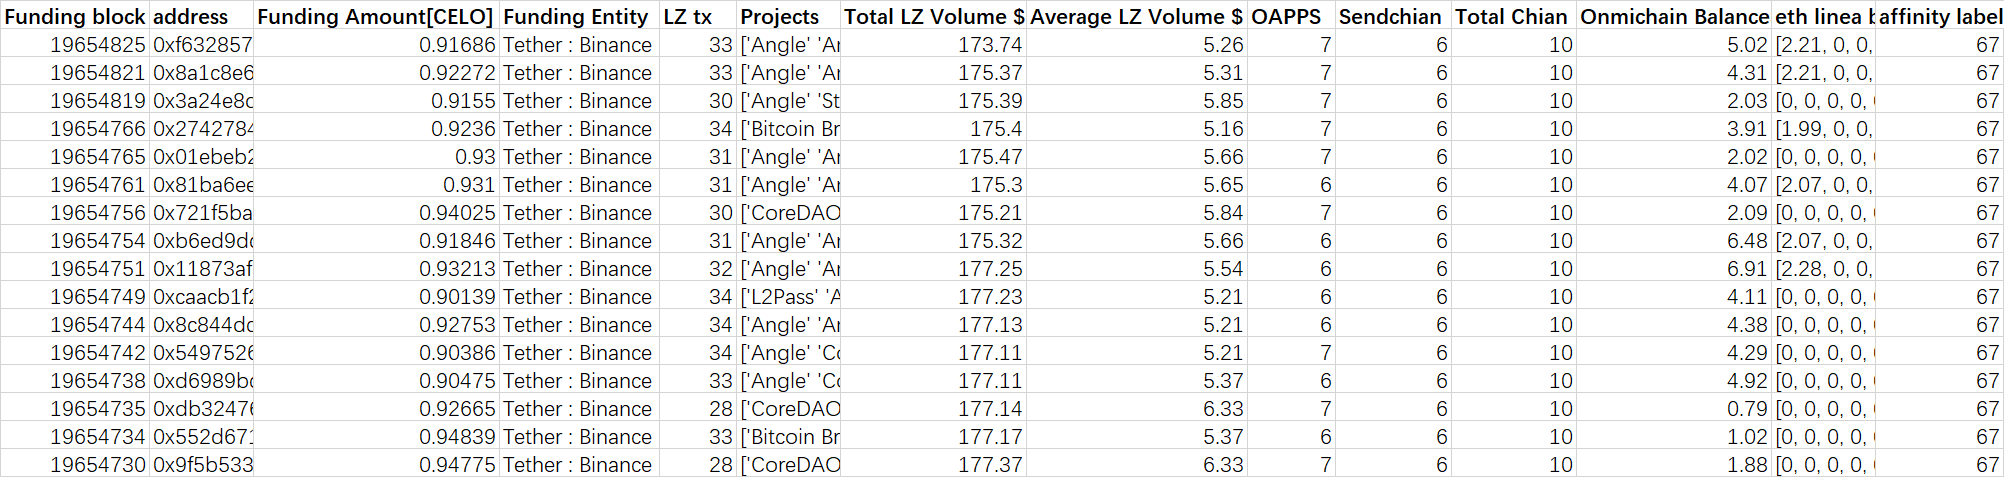 Funding block address Funding Amount[CELO] Funding Entity LZ tx Projects Total LZ Volume $ Average LZ Volume $ OAPPS Sendchian Total Chian Onmichain Balance eth linea b affinity label
19654825 0xf632857 0.91686 Tether : Binance 33 ['Angle' 'Ar 173.74 5.26 7 6 10 5.02 [2.21, 0, 0, 67
19654821 0x8a1c8e6 0.92272 Tether : Binance 33 ['Angle' 'Ar 175.37 5.31 7 6 10 4.31 [2.21, 0, 0, 67
19654819 0x3a24e8c 0.9155 Tether : Binance 30 ['Angle' 'St 175.39 5.85 7 6 10 2.03 [0, 0, 0, 0, 67
19654766 0x2742784 0.9236 Tether : Binance 34 ['Bitcoin Br 175.4 5.16 7 6 10 3.91 [1.99, 0, 0, 67
19654765 0x01ebeb2 0.93 Tether : Binance 31 ['Angle' 'Ar 175.47 5.66 7 6 10 2.02 [0, 0, 0, 0, 67
19654761 0x81ba6ee 0.931 Tether : Binance 31 ['Angle' 'Ar 175.3 5.65 6 6 10 4.07 [2.07, 0, 0, 67
19654756 0x721f5ba 0.94025 Tether : Binance 30 ['CoreDAO 175.21 5.84 7 6 10 2.09 [0, 0, 0, 0, 67
19654754 0xb6ed9dc 0.91846 Tether : Binance 31 ['Angle' 'Ar 175.32 5.66 6 6 10 6.48 [2.07, 0, 0, 67
19654751 0x11873af 0.93213 Tether : Binance 32 ['Angle' 'Ar 177.25 5.54 6 6 10 6.91 [2.28, 0, 0, 67
19654749 0xcaacb1f2 0.90139 Tether : Binance 34 ['L2Pass' 'A 177.23 5.21 6 6 10 4.11 [0, 0, 0, 0, 67
19654744 0x8c844dc 0.92753 Tether : Binance 34 ['Angle' 'Ar 177.13 5.21 6 6 10 4.38 [0, 0, 0, 0, 67
19654742 0x5497526 0.90386 Tether : Binance 34 ['Angle' 'Co 177.11 5.21 7 6 10 4.29 [0, 0, 0, 0, 67
19654738 0xd6989bc 0.90475 Tether : Binance 33 ['Angle' 'Co 177.11 5.37 6 6 10 4.92 [0, 0, 0, 0, 67
19654735 0xdb32476 0.92665 Tether : Binance 28 ['CoreDAO 177.14 6.33 7 6 10 0.79 [0, 0, 0, 0, 67
19654734 0x552d671 0.94839 Tether : Binance 33 ['Bitcoin Br 177.17 5.37 6 6 10 1.02 [0, 0, 0, 0, 67
19654730 0x9f5b533 0.94775 Tether : Binance 28 ['CoreDAO 177.37 6.33 7 6 10 1.88 [0, 0, 0, 0, 67